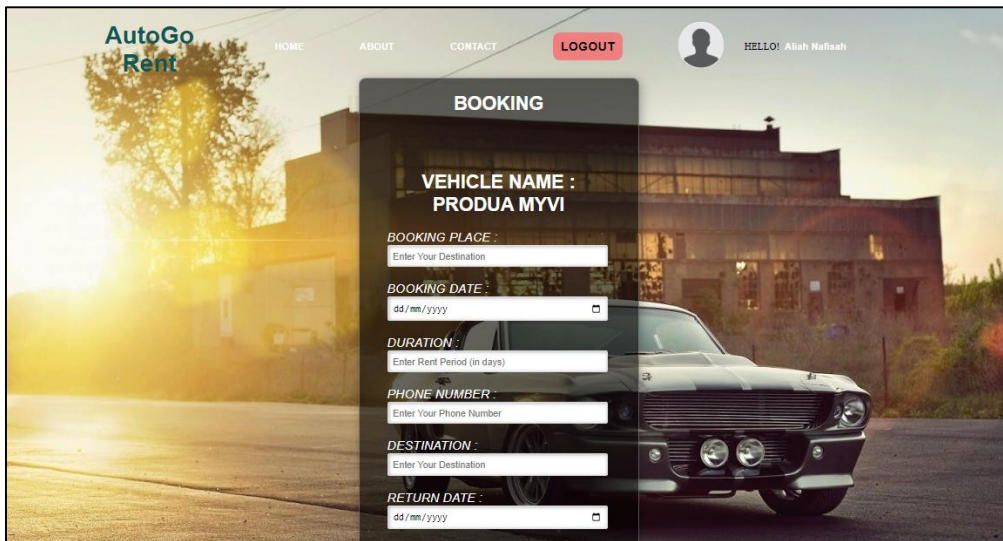 AutoGo
Rent
HOME
ABOUT
CONTACT
LOGOUT
HELLO! Aliah Nafisah
BOOKING
VEHICLE NAME :
PRODUA MYVI
BOOKING PLACE :
Enter Your Destination
BOOKING DATE :
dd/mm/yyyy
DURATION :
Enter Rent Period (in days)
PHONE NUMBER :
Enter Your Phone Number
DESTINATION :
Enter Your Destination
RETURN DATE :
dd/mm/yyyy